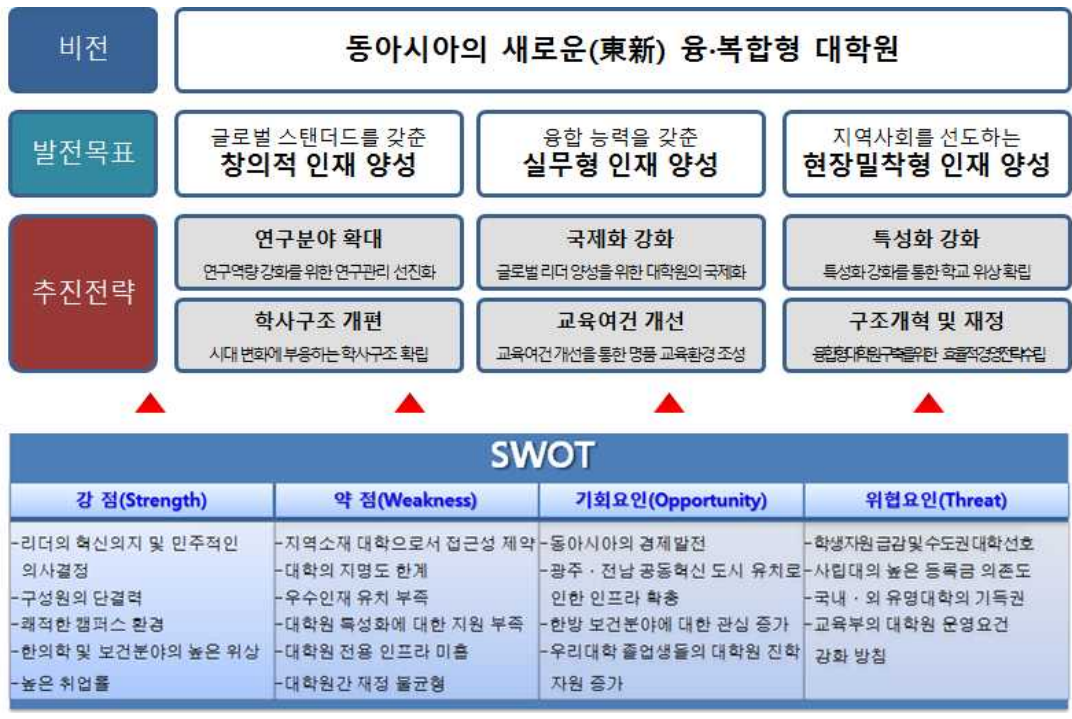 비전
동아시아의 새로운(東新) 융·복합형 대학원
발전목표
글로벌 스탠더드를 갖춘
창의적 인재 양성
융합 능력을 갖춘
실무형 인재 양성
지역사회를 선도하는
현장밀착형 인재 양성
추진전략
연구분야 확대
연구역량 강화를 위한 연구관리 선진화
국제화 강화
글로벌 리더 양성을 위한 대학원의 국제화
특성화 강화
특성화 강화를 통한 학교 위상 확립
학사구조 개편
시대 변화에 부응하는 학사구조 확립
교육여건 개선
교육여건 개선을 통한 명품 교육환경 조성
구조개혁 및 재정
융합형 대학원 구축을 위한 효율적 경영전략 수립
SWOT
강 점(Strength)
-리더의 혁신의지 및 민주적인
의사결정
-구성원의 단결력
-쾌적한 캠퍼스 환경
-한의학 및 보건분야의 높은 위상
-높은 취업률
약 점(Weakness)
-지역소재 대학으로서 접근성 제약
-대학의 지명도 한계
-우수인재 유치 부족
-대학원 특성화에 대한 지원 부족
-대학원 전용 인프라 미흡
-대학원간 재정 불균형
기회요인(Opportunity)
-동아시아의 경제발전
-광주·전남 공동혁신 도시 유치로
인한 인프라 확충
-한방 보건분야에 대한 관심 증가
-우리대학 졸업생들의 대학원 진학
자원 증가
위협요인(Threat)
-학생자원 급감 및 수도권 대학 선호
-사립대의 높은 등록금 의존도
-국내·외 유명대학의 기득권
-교육부의 대학원 운영요건
강화 방침